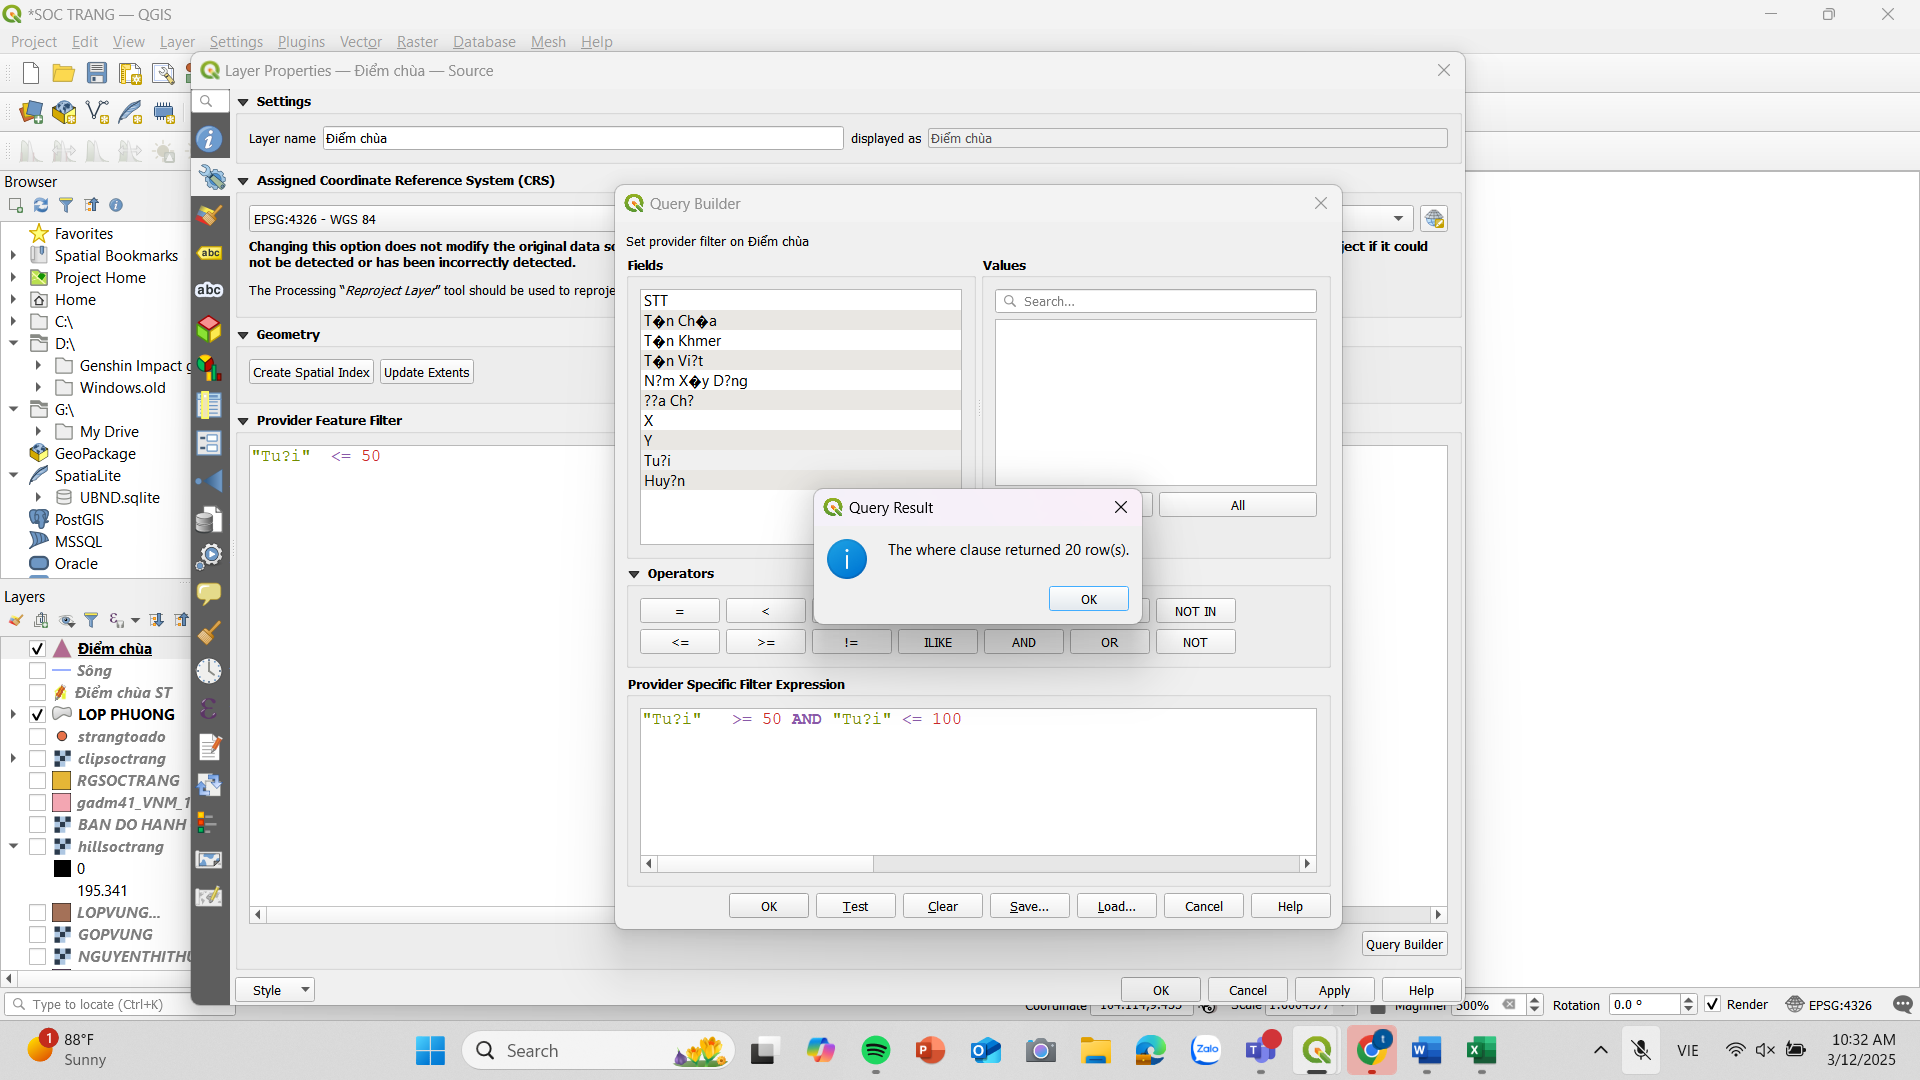 *SOC TRANG — QGIS
Project Edit View Layer Settings Plugins Vector Raster Database Mesh Help
Layer Properties — Điểm chùa — Source
Settings
Layer name Điểm chùa displayed as Điểm chùa
Assigned Coordinate Reference System (CRS)
EPSG:4326 - WGS 84
Changing this option does not modify the original data
ject if it could
not be detected or has been incorrectly detected.
The Processing “Reproject Layer” tool should be used to
Geometry
Create Spatial Index Update Extents
Provider Feature Filter
"Tu?i" <= 50
Query Builder
Style OK Cancel Apply Help
Browser
Favorites
Spatial Bookmarks
Project Home
Home
C:\
D:\
Genshin Impact
Windows.old
G:\
My Drive
GeoPackage
SpatiaLite
UBND.sqlite
PostGIS
MSSQL
Oracle
Layers
Điểm chùa
Sông
Điểm chùa ST
LOP PHUONG
strangtoado
clipsoctrang
RGSOCTRANG
gadm41_VNM_1
BAN DO HANH
hillsoctrang
0
195.341
LOPVUNG...
GOPVUNG
NGUYENTHITHU
Query Builder
Set provider filter on Điểm chùa
Fields
STT
T�n Ch�a
T�n Khmer
T�n Vi?t
N?m X�y D?ng
??a Ch?
X
Y
Tu?i
Huy?n
Values
Search...
All
Query Result
The where clause returned 20 row(s).
OK
Operators
= < NOT IN
<= >= != ILIKE AND OR NOT
Provider Specific Filter Expression
"Tu?i" >= 50 AND "Tu?i" <= 100
OK Test Clear Save... Load... Cancel Help
Type to locate (Ctrl+K)
Rotation 0.0 ° Render EPSG:4326
1
88°F
Sunny
Search
Zalo
VIE
10:32 AM
3/12/2025